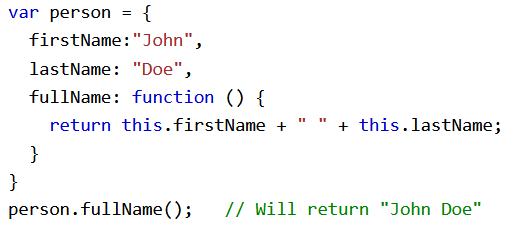 var person = {
  firstName:"John",
  lastName: "Doe",
  fullName: function () {
    return this.firstName + " " + this.lastName;
  }
}
person.fullName();   // Will return "John Doe"